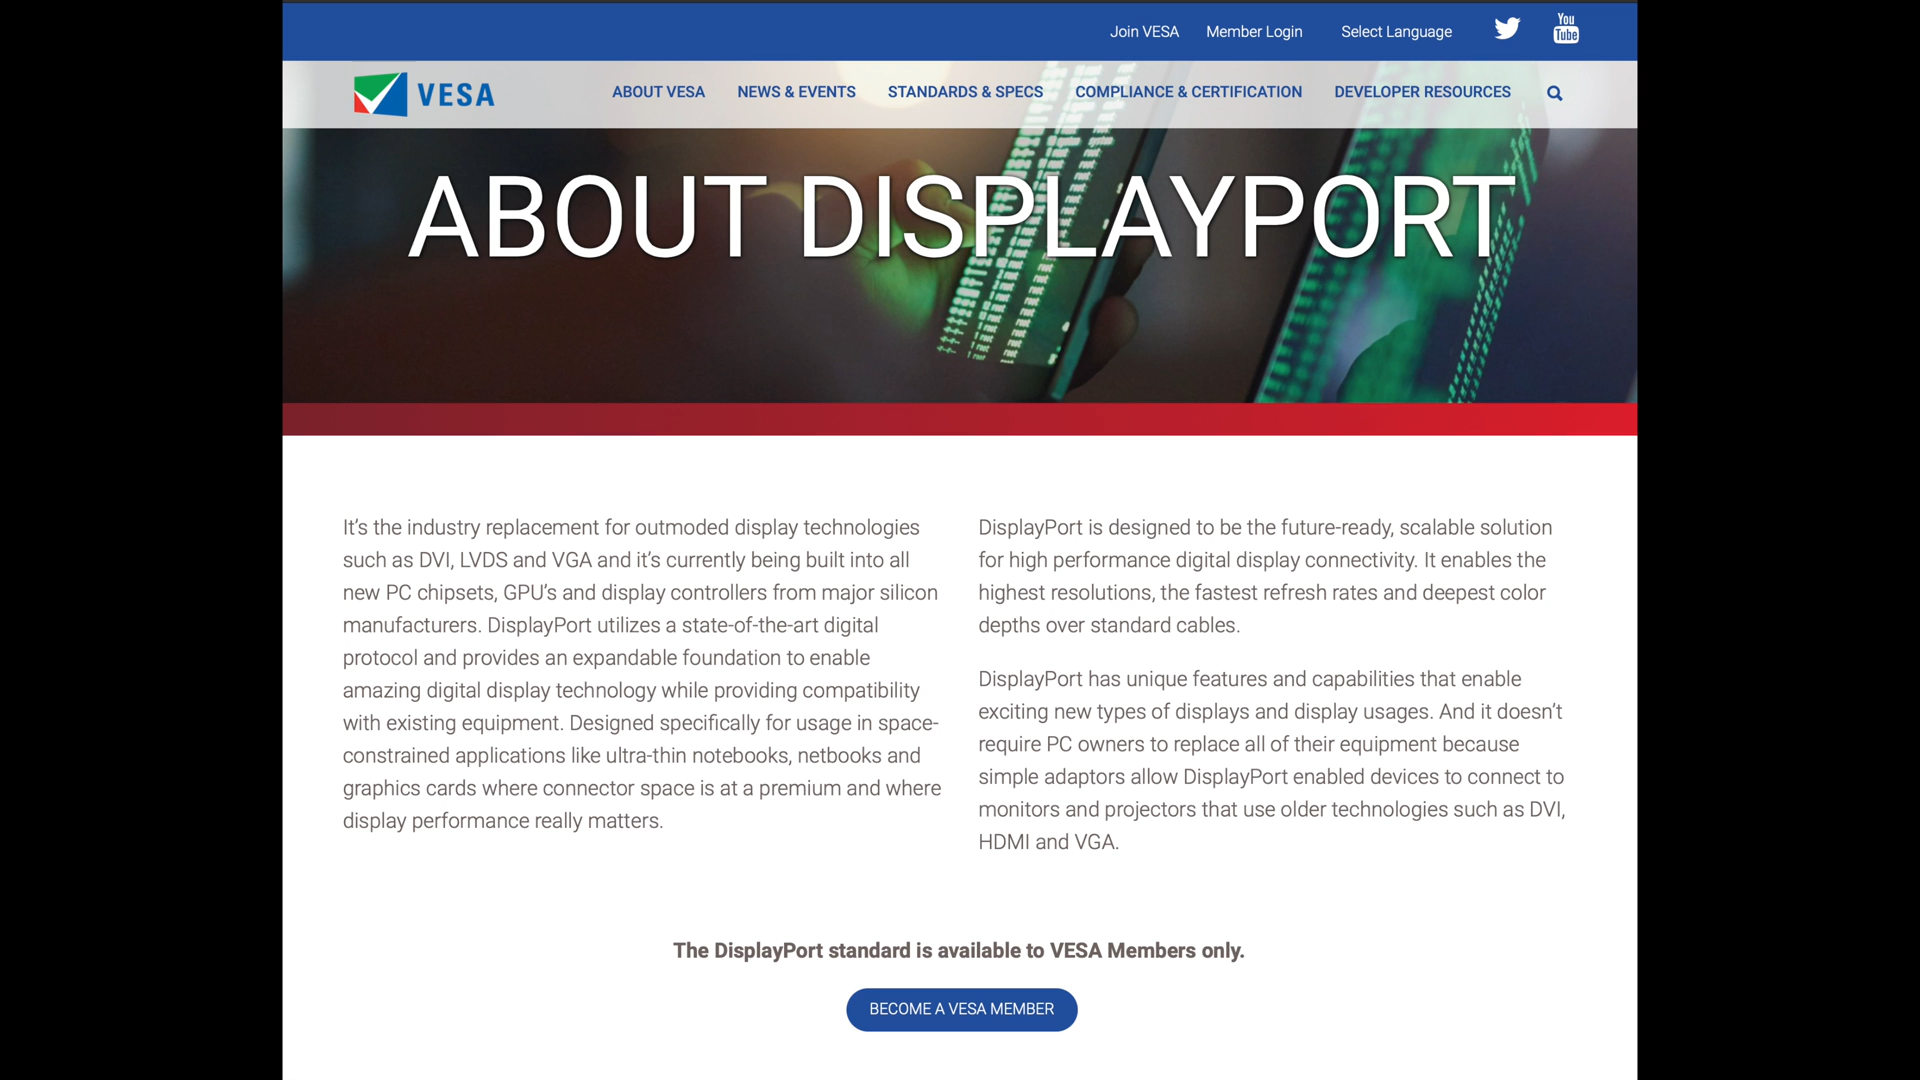 Join VESA Member Login Select Language You Tube
VESA ABOUT VESA NEWS & EVENTS STANDARDS & SPECS COMPLIANCE & CERTIFICATION DEVELOPER RESOURCES
ABOUT DISPLAYPORT
It’s the industry replacement for outmoded display technologies
such as DVI, LVDS and VGA and it’s currently being built into all
new PC chipsets, GPU’s and display controllers from major silicon
manufacturers. DisplayPort utilizes a state-of-the-art digital
protocol and provides an expandable foundation to enable
amazing digital display technology while providing compatibility
with existing equipment. Designed specifically for usage in space-
constrained applications like ultra-thin notebooks, netbooks and
graphics cards where connector space is at a premium and where
display performance really matters.
DisplayPort is designed to be the future-ready, scalable solution
for high performance digital display connectivity. It enables the
highest resolutions, the fastest refresh rates and deepest color
depths over standard cables.
DisplayPort has unique features and capabilities that enable
exciting new types of displays and display usages. And it doesn’t
require PC owners to replace all of their equipment because
simple adaptors allow DisplayPort enabled devices to connect to
monitors and projectors that use older technologies such as DVI,
HDMI and VGA.
The DisplayPort standard is available to VESA Members only.
BECOME A VESA MEMBER